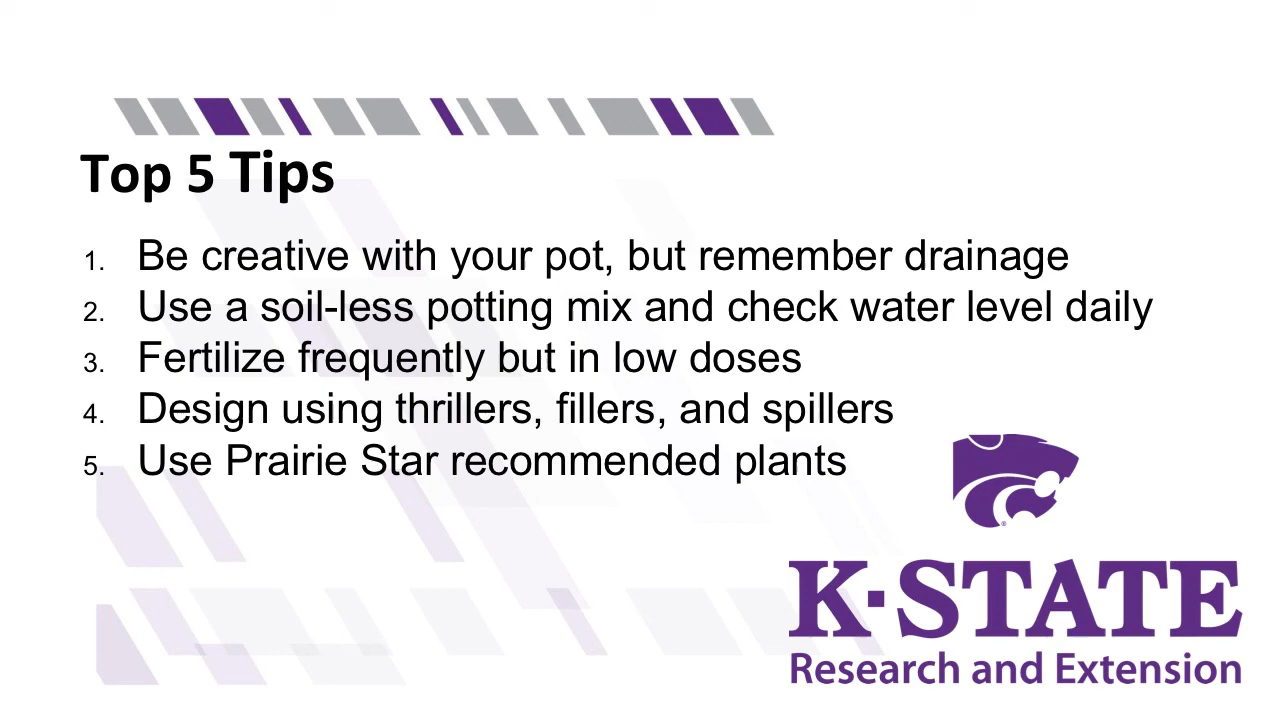 Top 5 Tips
1. Be creative with your pot, but remember drainage
2. Use a soil-less potting mix and check water level daily
3. Fertilize frequently but in low doses
4. Design using thrillers, fillers, and spillers
5. Use Prairie Star recommended plants
®
K·STATE
Research and Extension